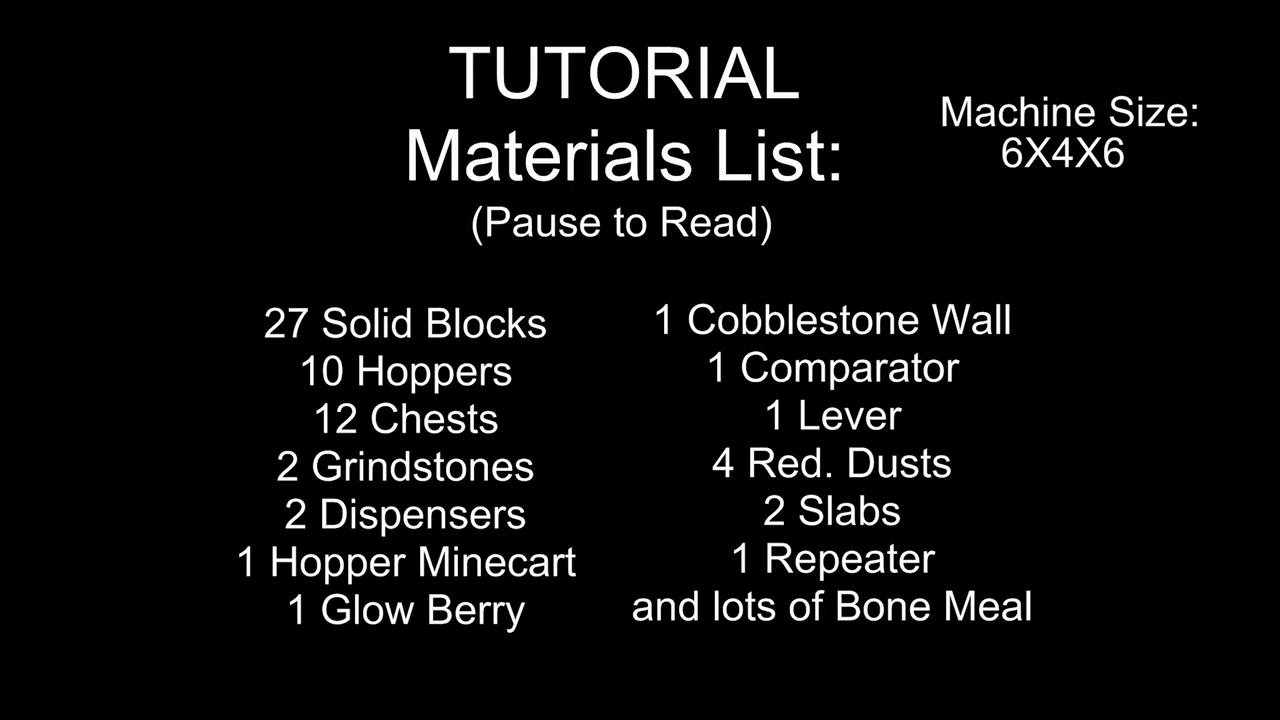 TUTORIAL
Materials List:
(Pause to Read)
Machine Size:
6X4X6
27 Solid Blocks
10 Hoppers
12 Chests
2 Grindstones
2 Dispensers
1 Hopper Minecart
1 Glow Berry
1 Cobblestone Wall
1 Comparator
1 Lever
4 Red. Dusts
2 Slabs
1 Repeater
and lots of Bone Meal